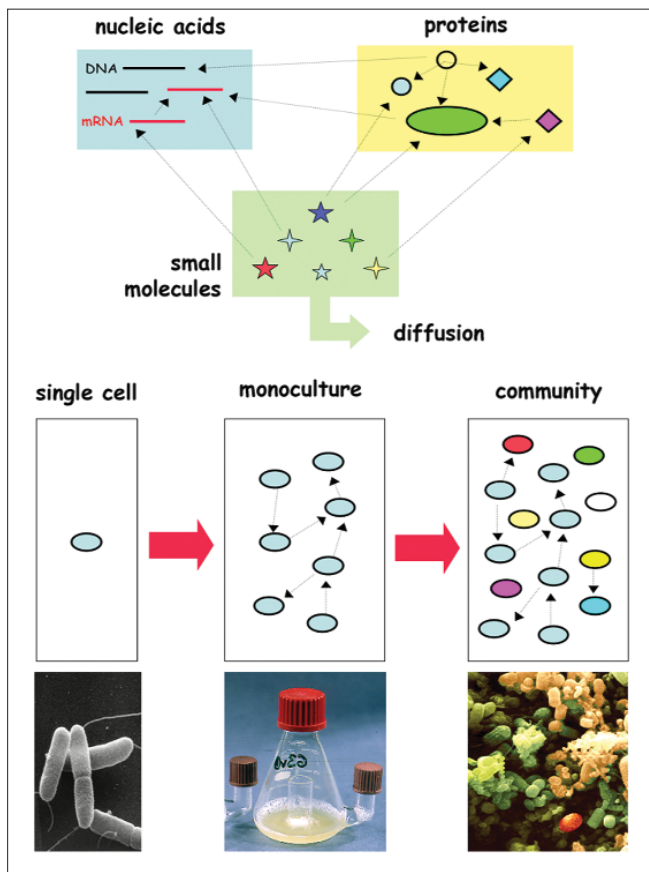 nucleic acids
proteins
DNA
mRNA
small
molecules
diffusion
single cell
monoculture
community